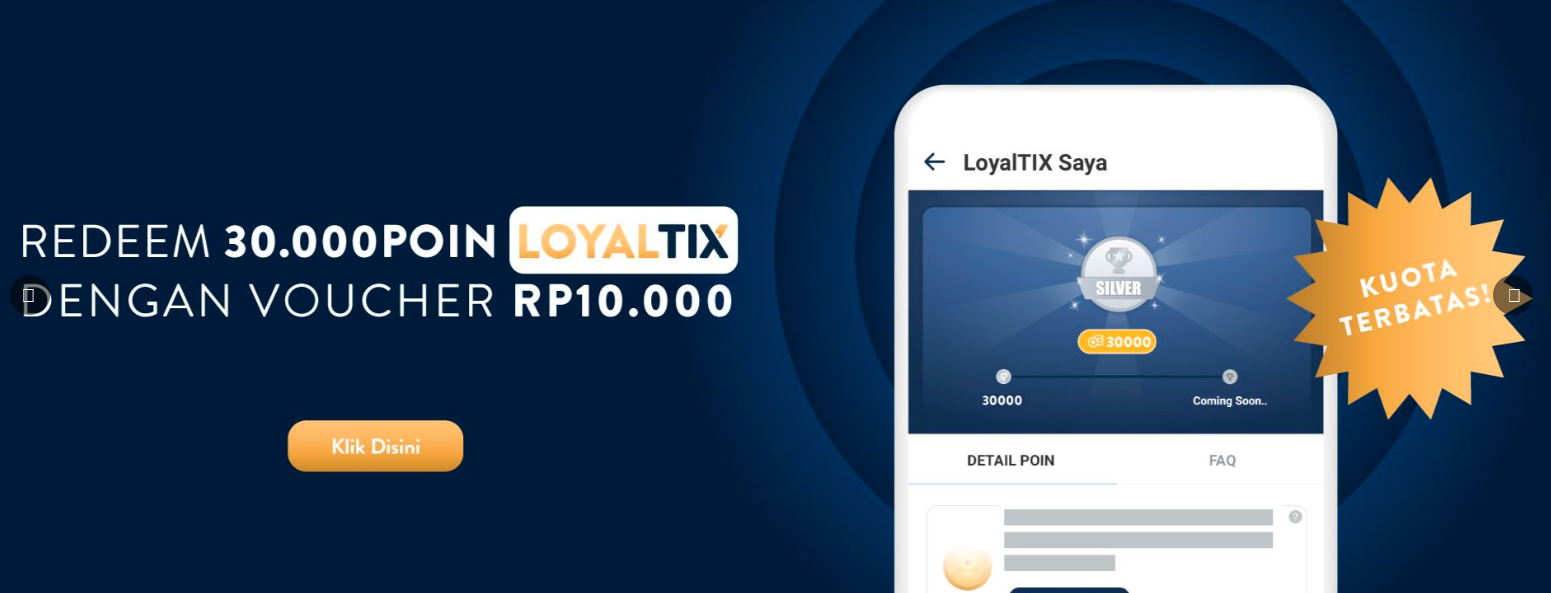 REDEEM 30.000POIN LOYALTIX
DENGAN VOUCHER RP10.000
Klik Disini
LoyalTIX Saya
SILVER
30000
30000
Coming Soon..
DETAIL POIN
FAQ
?
KUOTA
TERBATAS!